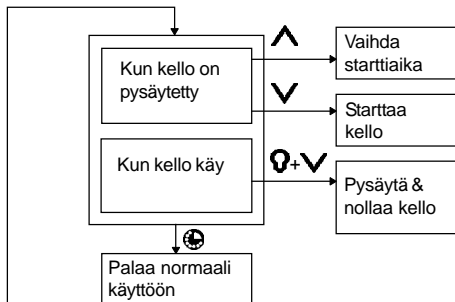 Kun kello on
pysäytetty
Vaihda
starttiaika
Starttaa
kello
Kun kello käy
+
Pysäytä &
nollaa kello
Palaa normaali
käyttöön